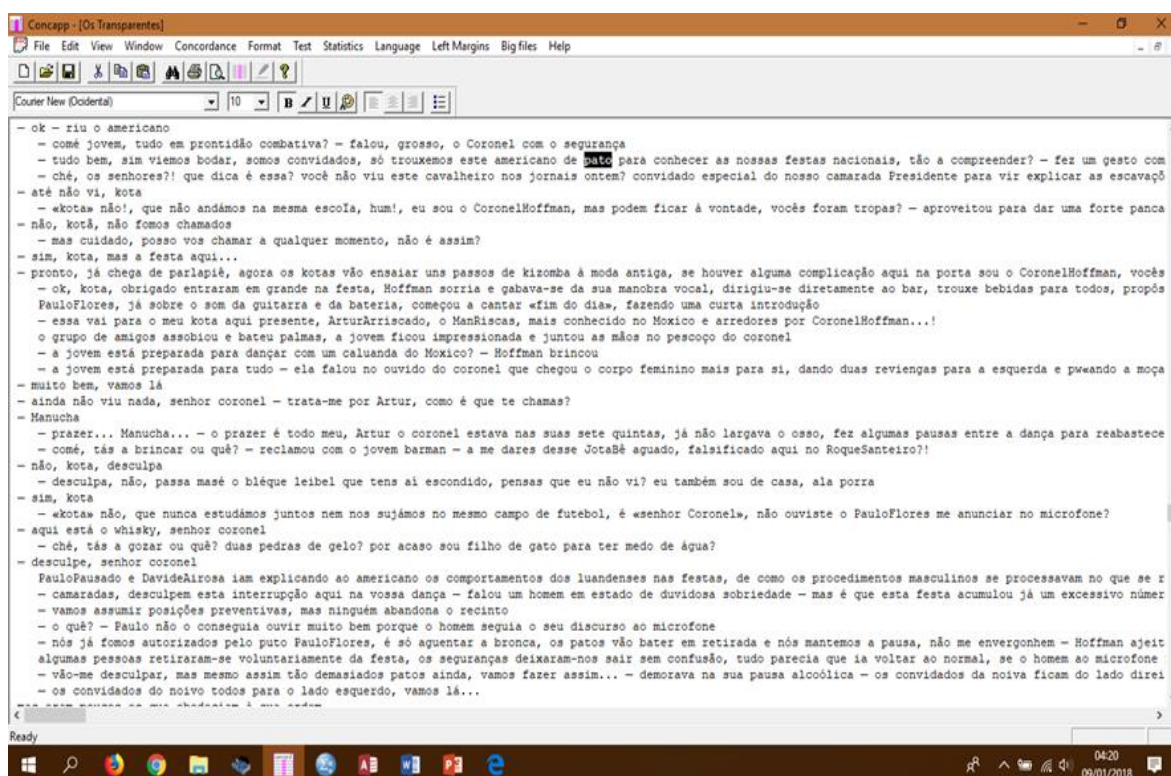 Concapp - [Os Transparentes]
File Edit View Window Concordance Format Test Statistics Language Left Margins Big files Help
Courier New (Ocidental) 10 B I U
– ok – riu o americano
– comé jovem, tudo em prontidão combativa? – falou, grosso, o Coronel com o segurança
– tudo bem, sim viemos bodar, somos convidados, só trouxemos este americano de pato para conhecer as nossas festas nacionais, tão a compreender? – fez um gesto com
– ché, os senhores?! que dica é essa? você não viu este cavalheiro nos jornais ontem? convidado especial do nosso camarada Presidente para vir explicar as escavaçõ
– até não vi, kota
– «kota» não!, que não andámos na mesma escola, hum!, eu sou o CoronelHoffman, mas podem ficar à vontade, vocês foram tropas? – aproveitou para dar uma forte panca
– não, kota, não fomos chamados
– mas cuidado, posso vos chamar a qualquer momento, não é assim?
– sim, kota, mas a festa aqui...
– pronto, já chega de parlapiê, agora os kotas vão ensaiar uns passos de kizomba à moda antiga, se houver alguma complicação aqui na porta sou o CoronelHoffman, vocês
– ok, kota, obrigado entraram em grande na festa, Hoffman sorria e gabava-se da sua manobra vocal, dirigiu-se diretamente ao bar, trouxe bebidas para todos, propôs
PauloFlores, já sobre o som da guitarra e da bateria, começou a cantar «fim do dia», fazendo uma curta introdução
– essa vai para o meu kota aqui presente, ArturArriscado, o ManRiscas, mais conhecido no Moxico e arredores por CoronelHoffman...!
o grupo de amigos assobiou e bateu palmas, a jovem ficou impressionada e juntou as mãos no pescoço do coronel
– a jovem está preparada para dançar com um caluanda do Moxico? – Hoffman brincou
– a jovem está preparada para tudo – ela falou no ouvido do coronel que chegou o corpo feminino mais para si, dando duas reviengas para a esquerda e pw«ando a moça
– muito bem, vamos lá
– ainda não viu nada, senhor coronel – trata-me por Artur, como é que te chamas?
– Manucha
– prazer... Manucha... – o prazer é todo meu, Artur o coronel estava nas suas sete quintas, já não largava o osso, fez algumas pausas entre a dança para reabastece
– comé, tás a brincar ou quê? – reclamou com o jovem barman – a me dares desse JotaBê aguado, falsificado aqui no RoqueSanteiro?!
– não, kota, desculpa
– desculpa, não, passa masé o bléque leibel que tens aí escondido, pensas que eu não vi? eu também sou de casa, ala porra
– sim, kota
– «kota» não, que nunca estudámos juntos nem nos sujámos no mesmo campo de futebol, é «senhor Coronel», não ouviste o PauloFlores me anunciar no microfone?
– aqui está o whisky, senhor coronel
– ché, tás a gozar ou quê? duas pedras de gelo? por acaso sou filho de gato para ter medo de água?
– desculpe, senhor coronel
PauloPausado e DavideAirosa iam explicando ao americano os comportamentos dos luandenses nas festas, de como os procedimentos masculinos se processavam no que se r
– camaradas, desculpem esta interrupção aqui na vossa dança – falou um homem em estado de duvidosa sobriedade – mas é que esta festa acumulou já um excessivo númer
– vamos assumir posições preventivas, mas ninguém abandona o recinto
– o quê? – Paulo não o conseguia ouvir muito bem porque o homem seguia o seu discurso ao microfone
– nós já fomos autorizados pelo puto PauloFlores, é só aguentar a bronca, os patos vão bater em retirada e nós mantemos a pausa, não me envergonhem – Hoffman ajeit
algumas pessoas retiraram-se voluntariamente da festa, os seguranças deixaram-nos sair sem confusão, tudo parecia que ia voltar ao normal, se o homem ao microfone
– vão-me desculpar, mas mesmo assim tão demasiados patos ainda, vamos fazer assim... – demorava na sua pausa alcoólica – os convidados da noiva ficam do lado direi
– os convidados do noivo todos para o lado esquerdo, vamos lá...
Ready
04:20
09/01/2018